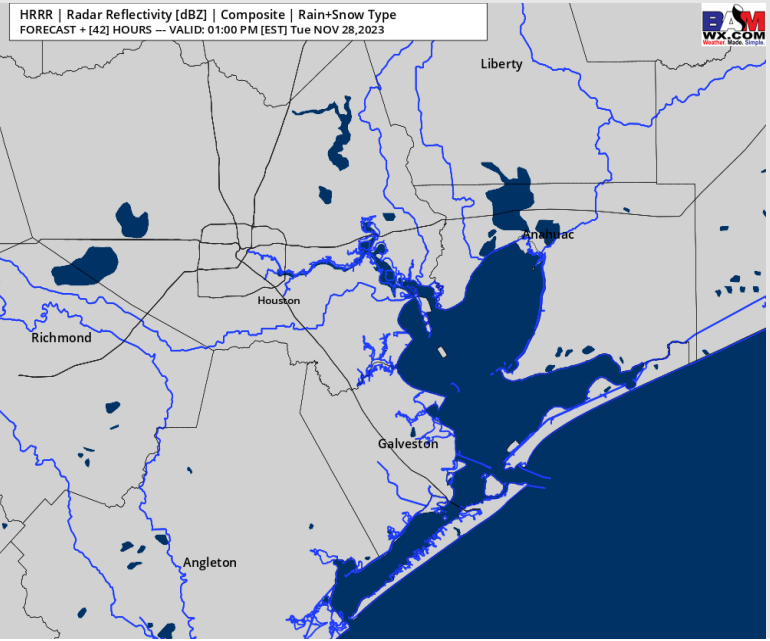 HRRR | Radar Reflectivity [dBZ] | Composite | Rain+Snow Type
FORECAST + [42] HOURS --- VALID: 01:00 PM [EST] Tue NOV 28,2023
BAM
WX.COM
Weather. Made. Simple.
Liberty
Anahuac
Houston
Richmond
Galveston
Angleton